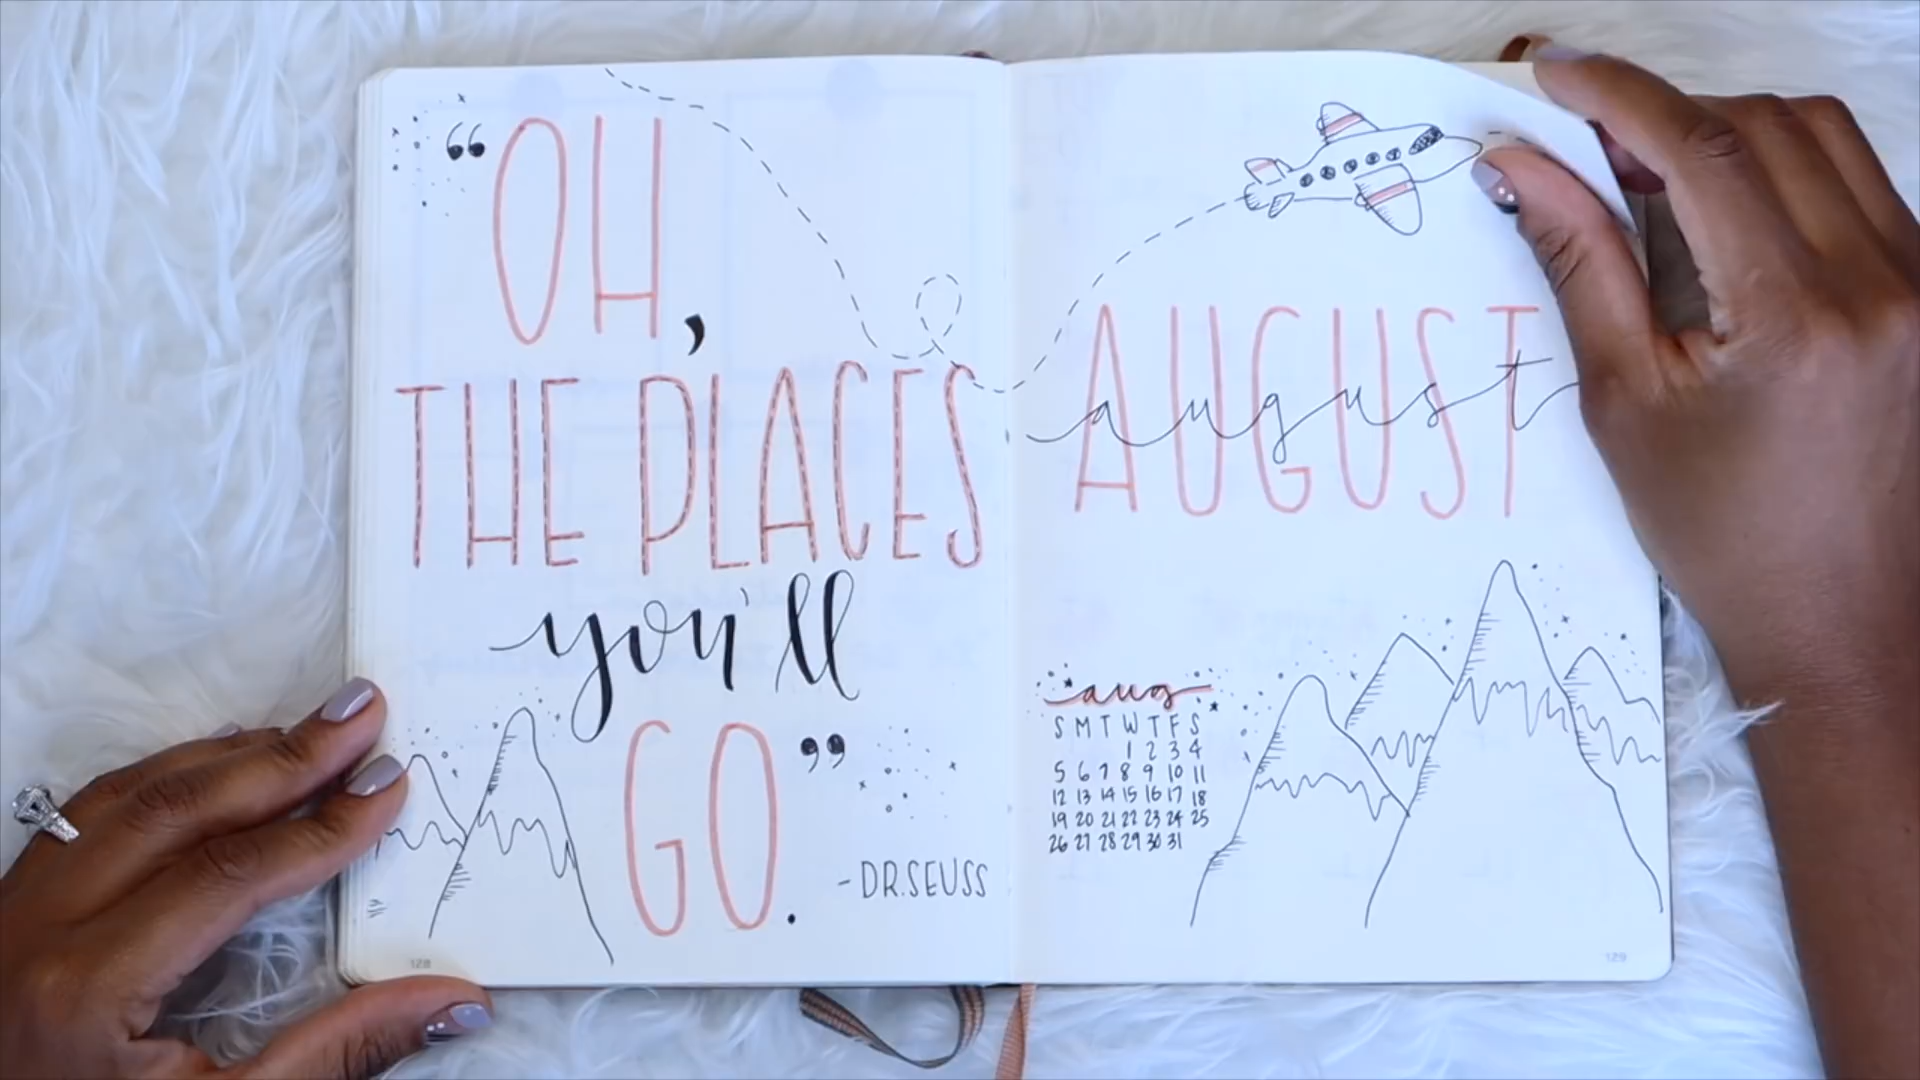 “OH,
THE PLACES
you'll
GO.”
-DR.SEUSS
128
AUGUST
august
aug
S M T W T F S
1 2 3 4
5 6 7 8 9 10 11
12 13 14 15 16 17 18
19 20 21 22 23 24 25
26 27 28 29 30 31
129